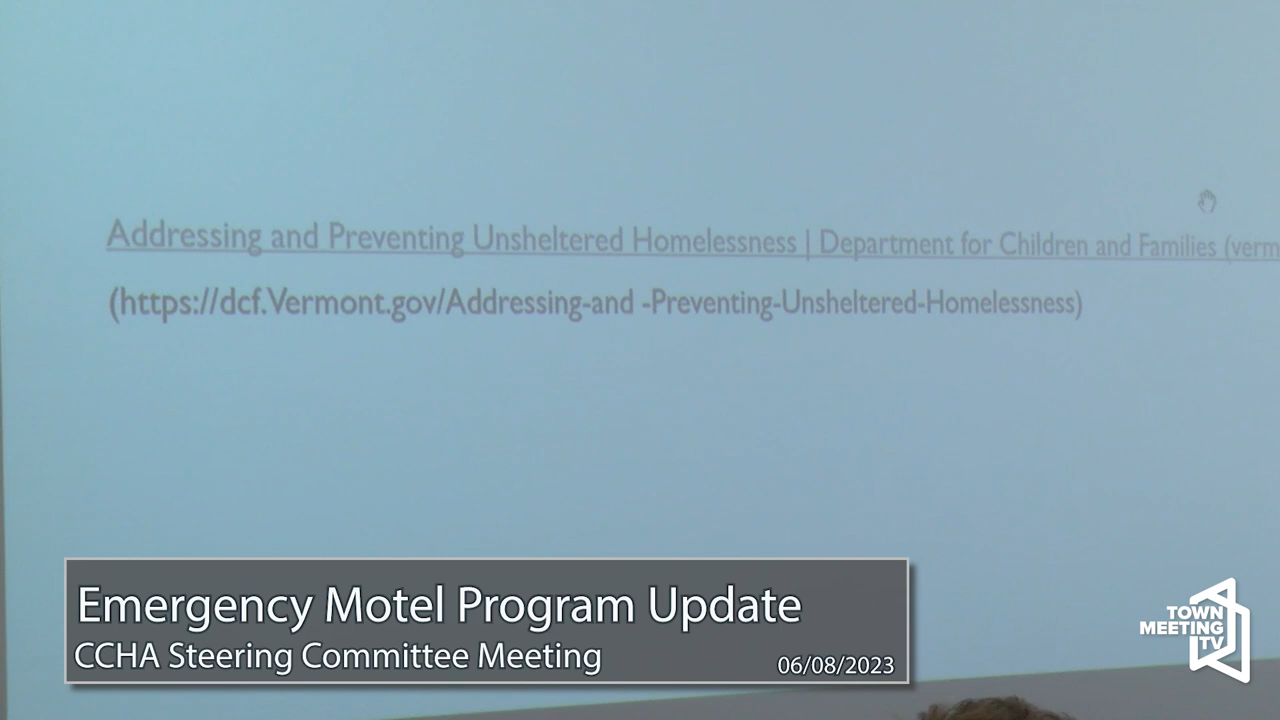 Addressing and Preventing Unsheltered Homelessness | Department for Children and Families (verm
(https://dcf.Vermont.gov/Addressing-and -Preventing-Unsheltered-Homelessness)
Emergency Motel Program Update
CCHA Steering Committee Meeting
06/08/2023
TOWN
MEETING
TV